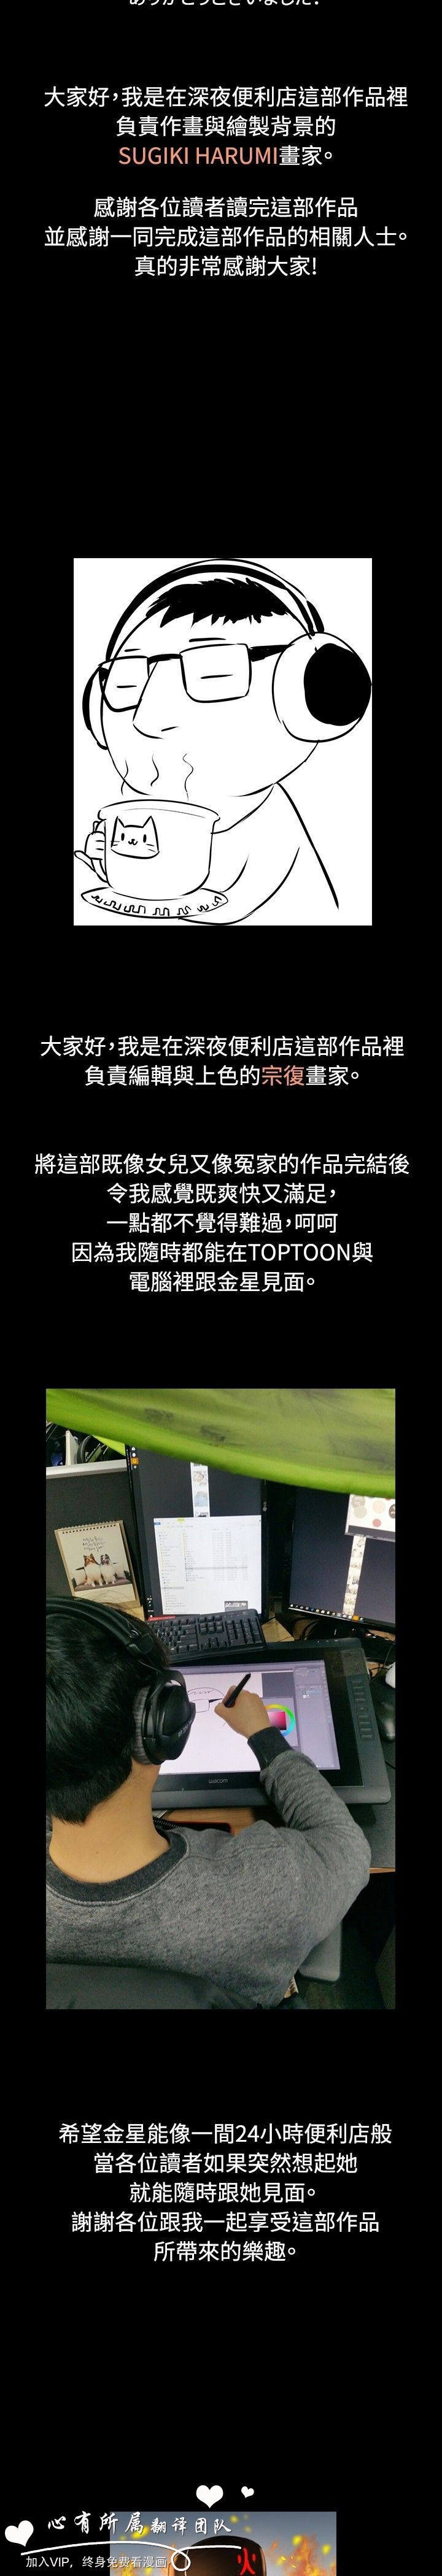 ありがとうございました!
大家好，我是在深夜便利店這部作品裡
負責作畫與繪製背景的
SUGIKI HARUMI畫家。
感謝各位讀者讀完這部作品
並感謝一同完成這部作品的相關人士。
真的非常感謝大家!
大家好，我是在深夜便利店這部作品裡
負責編輯與上色的宗復畫家。
將這部既像女兒又像冤家的作品完結後
令我感覺既爽快又滿足，
一點都不覺得難過，呵呵
因為我隨時都能在TOPTOON與
電腦裡跟金星見面。
wacom
希望金星能像一間24小時便利店般
當各位讀者如果突然想起她
就能隨時跟她見面。
謝謝各位跟我一起享受這部作品
所帶來的樂趣。
心有所属翻译团队
火
加入VIP，终身免费看漫画